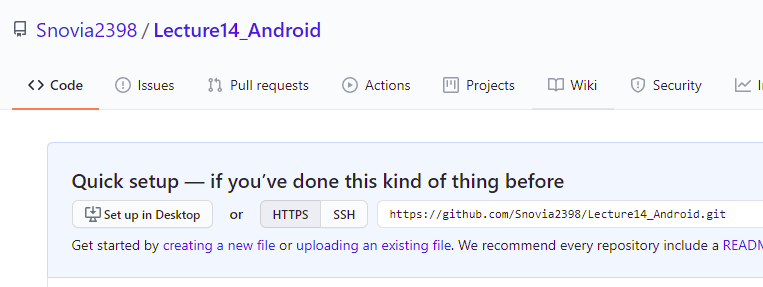 Snovia2398 / Lecture14_Android
Code Issues Pull requests Actions Projects Wiki Security
Quick setup — if you’ve done this kind of thing before
Set up in Desktop or HTTPS SSH https://github.com/Snovia2398/Lecture14_Android.git
Get started by creating a new file or uploading an existing file. We recommend every repository include a